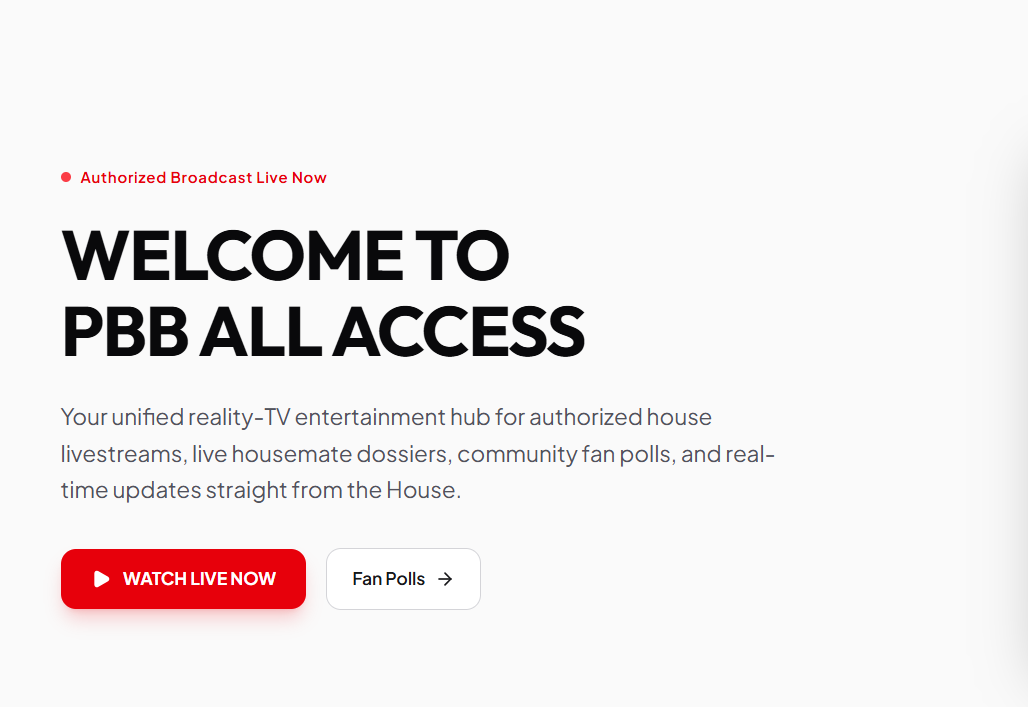 Authorized Broadcast Live Now
WELCOME TO
PBB ALL ACCESS
Your unified reality-TV entertainment hub for authorized house
livestreams, live housemate dossiers, community fan polls, and real-
time updates straight from the House.
WATCH LIVE NOW
Fan Polls